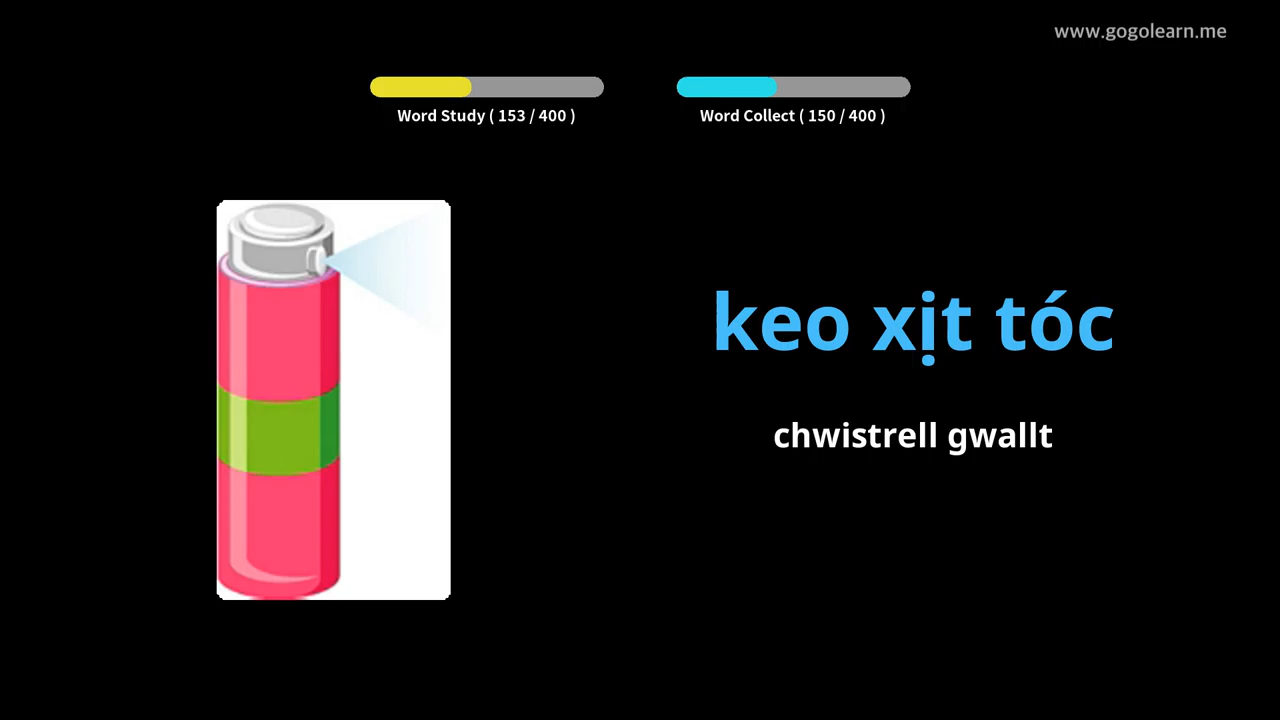 www.gogolearn.me
Word Study ( 153 / 400 )
Word Collect ( 150 / 400 )
keo xịt tóc
chwistrell gwallt